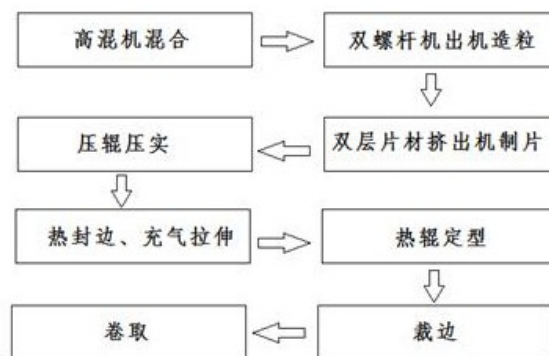 高混机混合
双螺杆机出机造粒
双层片材挤出机制片
压辊压实
热封边、充气拉伸
热辊定型
裁边
卷取